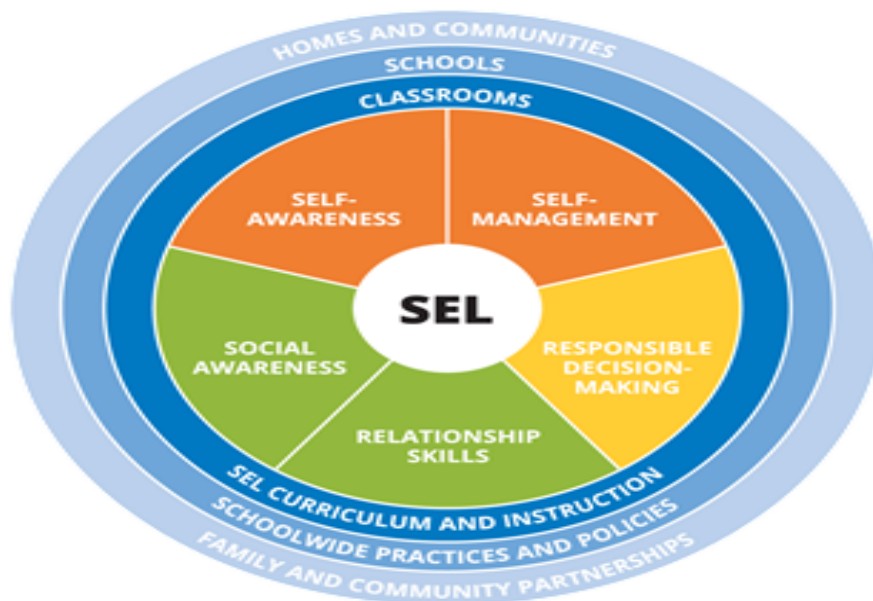 HOMES AND COMMUNITIES
SCHOOLS
CLASSROOMS
SELF-
AWARENESS
SELF-
MANAGEMENT
SEL
SOCIAL
AWARENESS
RESPONSIBLE
DECISION-
MAKING
RELATIONSHIP
SKILLS
SEL CURRICULUM AND INSTRUCTION
SCHOOLWIDE PRACTICES AND POLICIES
FAMILY AND COMMUNITY PARTNERSHIPS